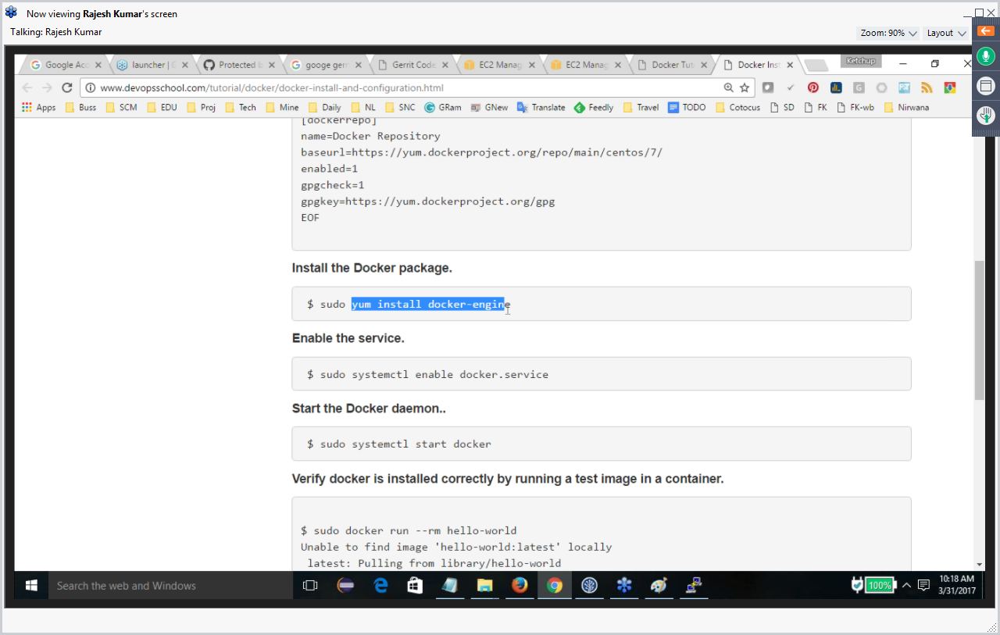 Now viewing Rajesh Kumar's screen
Talking: Rajesh Kumar
Zoom: 90% Layout
Google Acc launcher | G Protected b googe gerr Gerrit Code EC2 Manag EC2 Manag Docker Tut Docker Inst Ketchup
www.devopsschool.com/tutorial/docker/docker-install-and-configuration.html
Apps Buss SCM EDU Proj Tech Mine Daily NL SNC GRam GNew Translate Feedly Travel TODO Cotocus SD FK FK-wb Nirwana
[dockerrepo]
name=Docker Repository
baseurl=https://yum.dockerproject.org/repo/main/centos/7/
enabled=1
gpgcheck=1
gpgkey=https://yum.dockerproject.org/gpg
EOF
Install the Docker package.
$ sudo yum install docker-engine
Enable the service.
$ sudo systemctl enable docker.service
Start the Docker daemon..
$ sudo systemctl start docker
Verify docker is installed correctly by running a test image in a container.
$ sudo docker run --rm hello-world
Unable to find image 'hello-world:latest' locally
latest: Pulling from library/hello-world
Search the web and Windows
100%
10:18 AM
3/31/2017